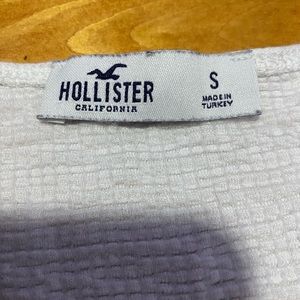 HOLLISTER
CALIFORNIA
S
MADE IN
TURKEY